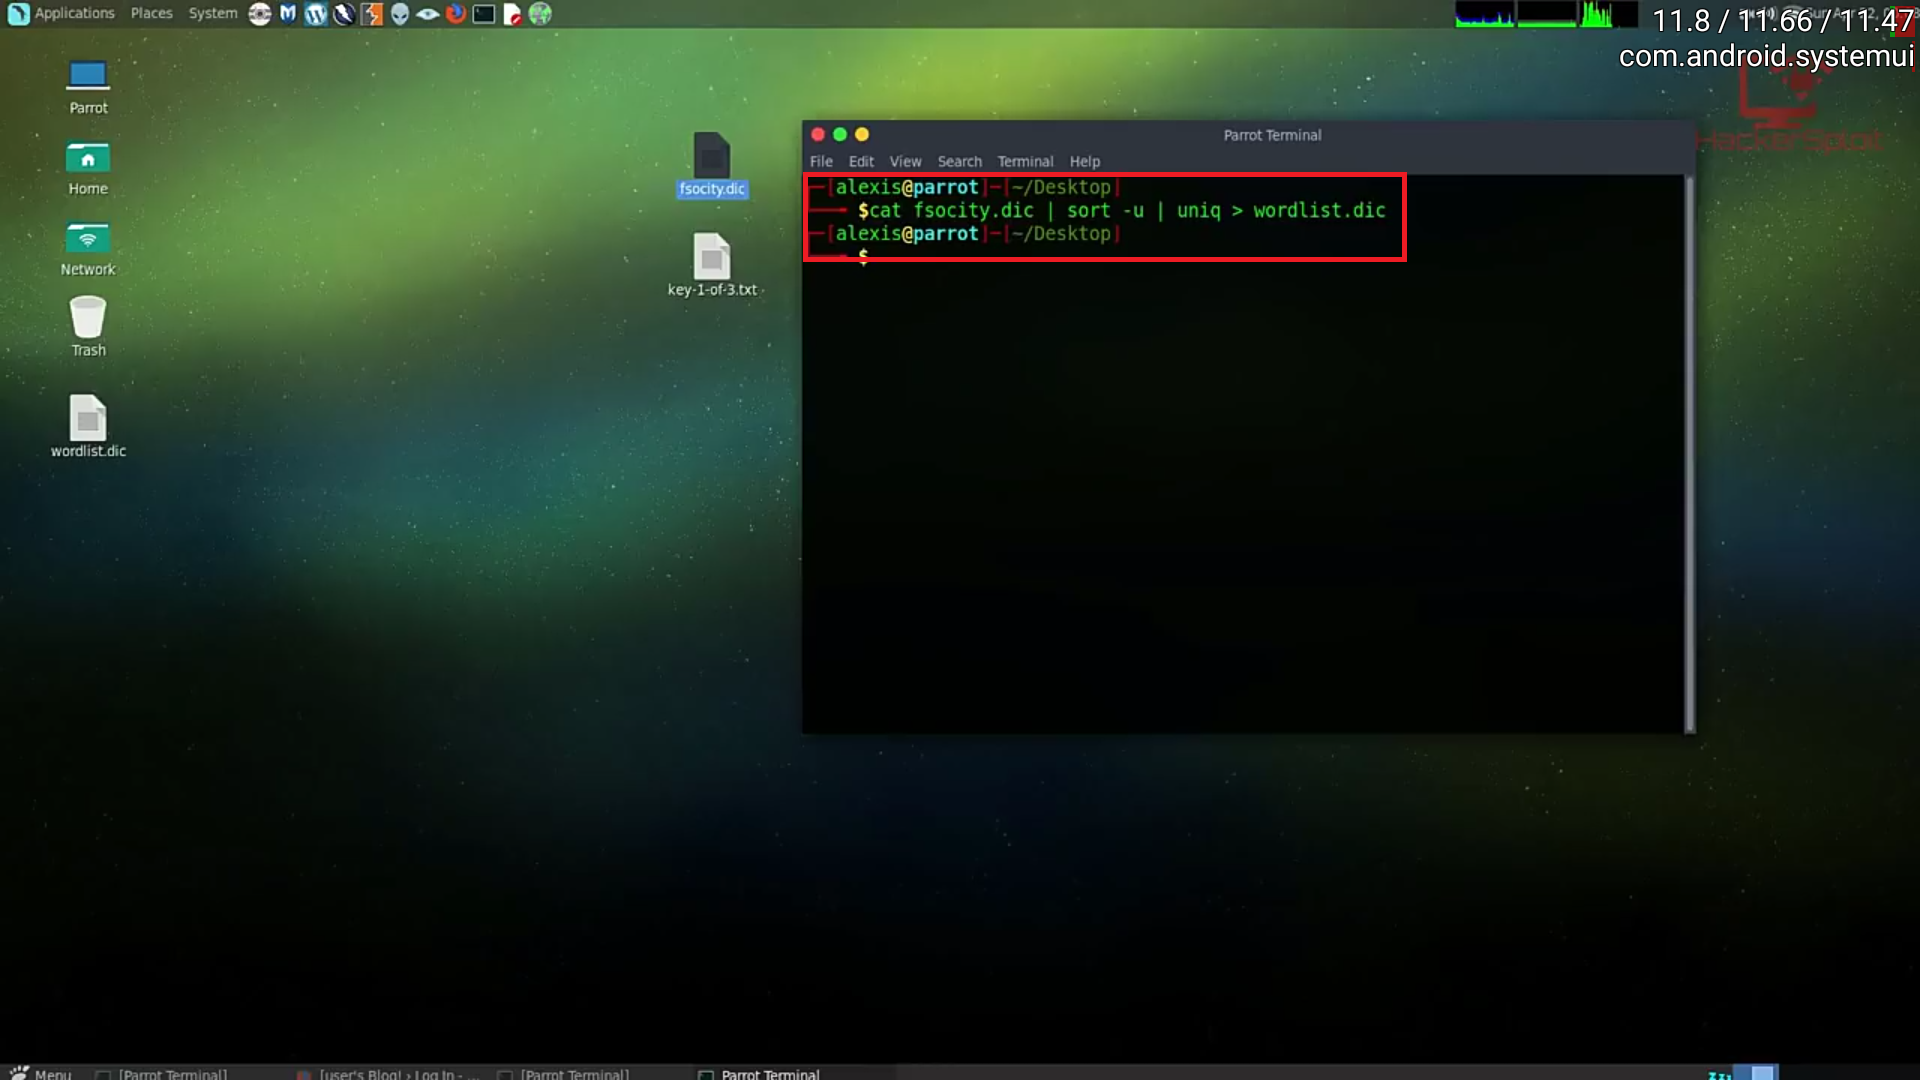 Applications Places System
11.8 / 11.66 / 11.47
com.android.systemui
HackerSploit
Parrot
Home
Network
Trash
wordlist.dic
fsocity.dic
key-1-of-3.txt
Parrot Terminal
File Edit View Search Terminal Help
[alexis@parrot]─[~/Desktop]
$cat fsocity.dic | sort -u | uniq > wordlist.dic
[alexis@parrot]─[~/Desktop]
$
Menu [Parrot Terminal] [user's Blog! › Log In - ... [Parrot Terminal] Parrot Terminal